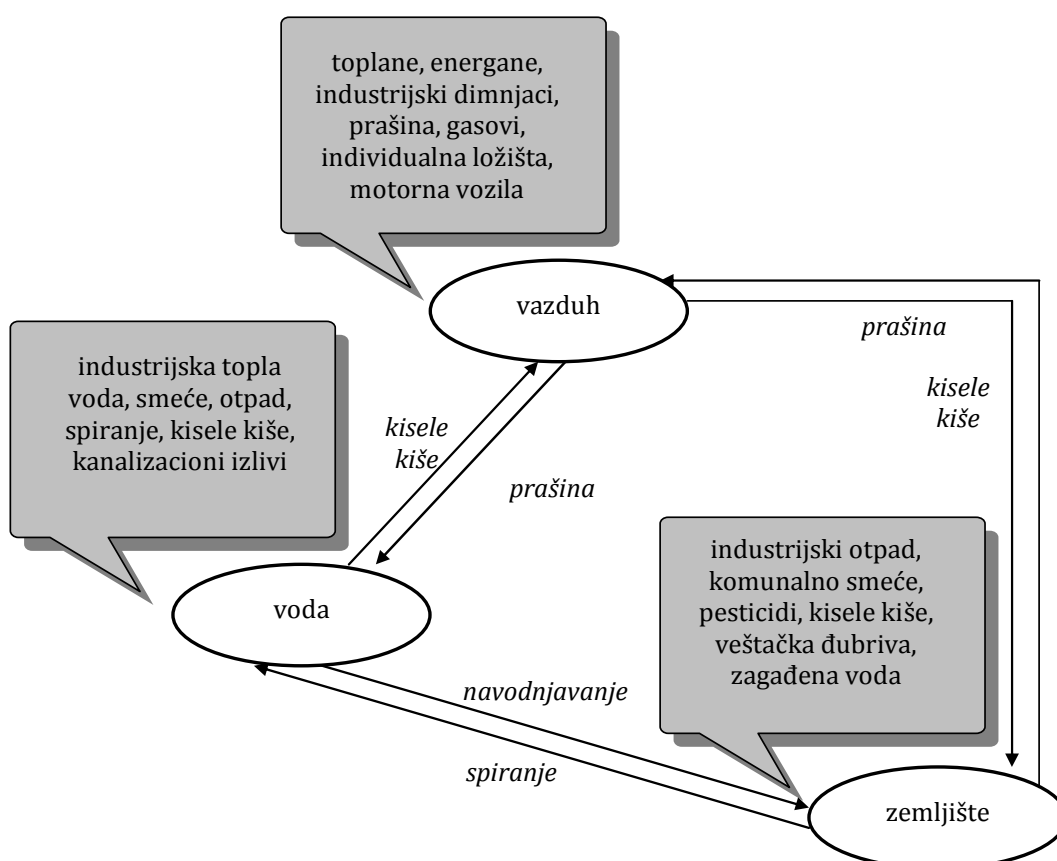 toplane, energane,
industrijski dimnjaci,
prašina, gasovi,
individualna ložišta,
motorna vozila
vazduh
prašina
kisele
kiše
industrijska topla
voda, smeće, otpad,
spiranje, kisele kiše,
kanalizacioni izlivi
kisele
kiše
prašina
voda
industrijski otpad,
komunalno smeće,
pesticidi, kisele kiše,
veštačka đubriva,
zagađena voda
navodnjavanje
spiranje
zemljište